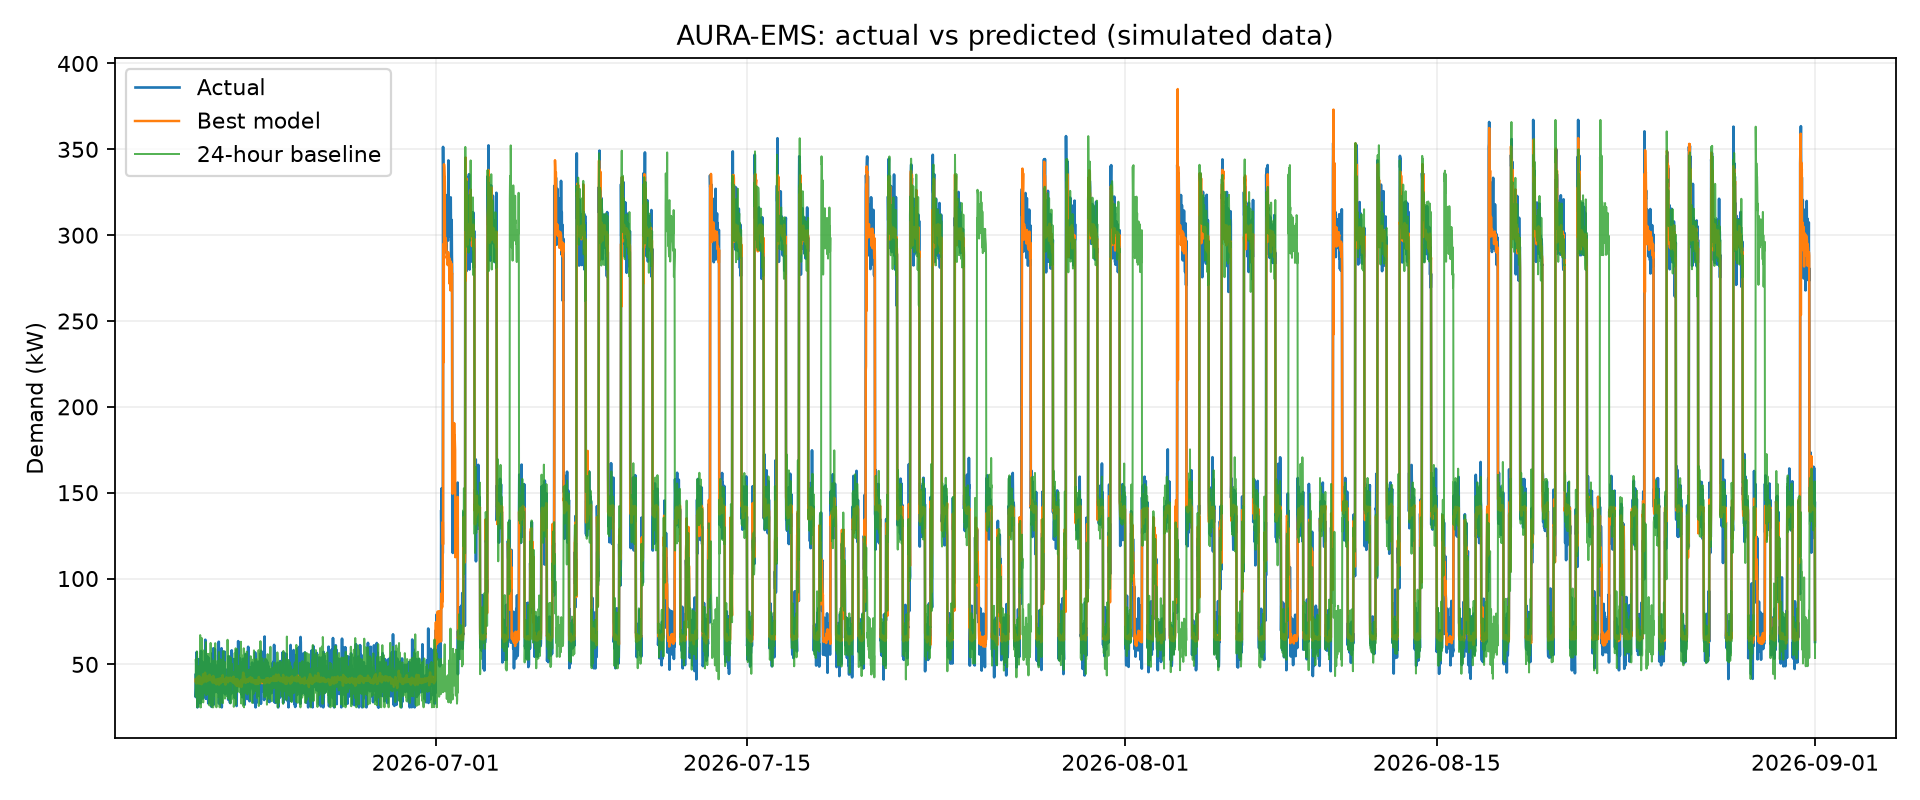 AURA-EMS: actual vs predicted (simulated data)
400
350
300
250
200
150
100
50
Demand (kW)
Actual
Best model
24-hour baseline
2026-07-01
2026-07-15
2026-08-01
2026-08-15
2026-09-01